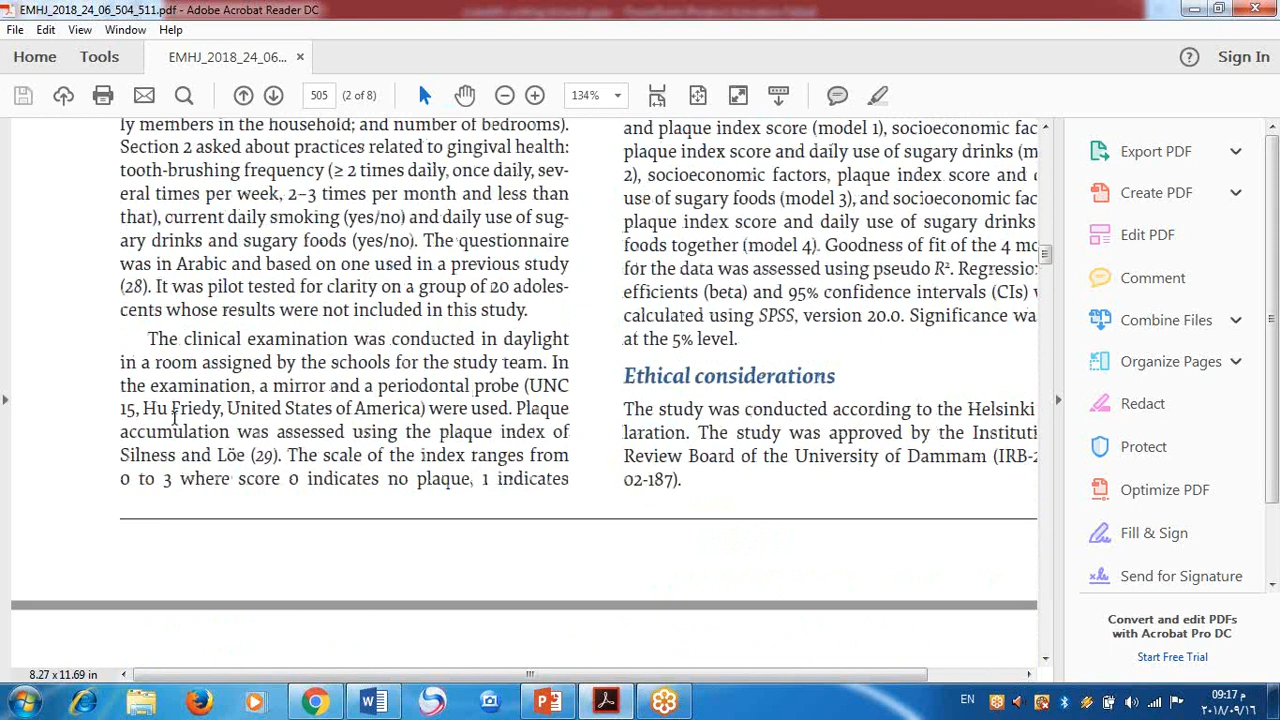 EMHJ_2018_24_06_504_511.pdf - Adobe Acrobat Reader DC
File Edit View Window Help
Home Tools EMHJ_2018_24_06... × Sign In
505 (2 of 8) 134%
ly members in the household; and number of bedrooms).
Section 2 asked about practices related to gingival health:
tooth-brushing frequency (≥ 2 times daily, once daily, sev-
eral times per week, 2–3 times per month and less than
that), current daily smoking (yes/no) and daily use of sug-
ary drinks and sugary foods (yes/no). The questionnaire
was in Arabic and based on one used in a previous study
(28). It was pilot tested for clarity on a group of 20 adoles-
cents whose results were not included in this study.
The clinical examination was conducted in daylight
in a room assigned by the schools for the study team. In
the examination, a mirror and a periodontal probe (UNC
15, Hu Friedy, United States of America) were used. Plaque
accumulation was assessed using the plaque index of
Silness and Löe (29). The scale of the index ranges from
0 to 3 where score 0 indicates no plaque, 1 indicates
and plaque index score (model 1), socioeconomic fac
plaque index score and daily use of sugary drinks (m
2), socioeconomic factors, plaque index score and
use of sugary foods (model 3), and socioeconomic fac
plaque index score and daily use of sugary drinks
foods together (model 4). Goodness of fit of the 4 mo
for the data was assessed using pseudo R². Regressio
efficients (beta) and 95% confidence intervals (CIs)
calculated using SPSS, version 20.0. Significance wa
at the 5% level.
Ethical considerations
The study was conducted according to the Helsinki
laration. The study was approved by the Instituti
Review Board of the University of Dammam (IRB-2
02-187).
Export PDF
Create PDF
Edit PDF
Comment
Combine Files
Organize Pages
Redact
Protect
Optimize PDF
Fill & Sign
Send for Signature
Convert and edit PDFs
with Acrobat Pro DC
Start Free Trial
8.27 x 11.69 in
EN
09:17 م
٢٠١٨/٠٩/١٦